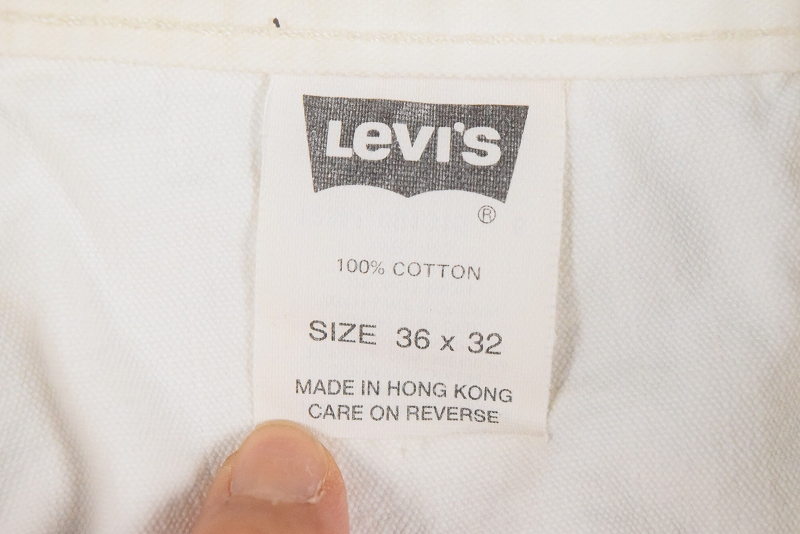 LEVI'S
®
100% COTTON
SIZE 36 x 32
MADE IN HONG KONG
CARE ON REVERSE